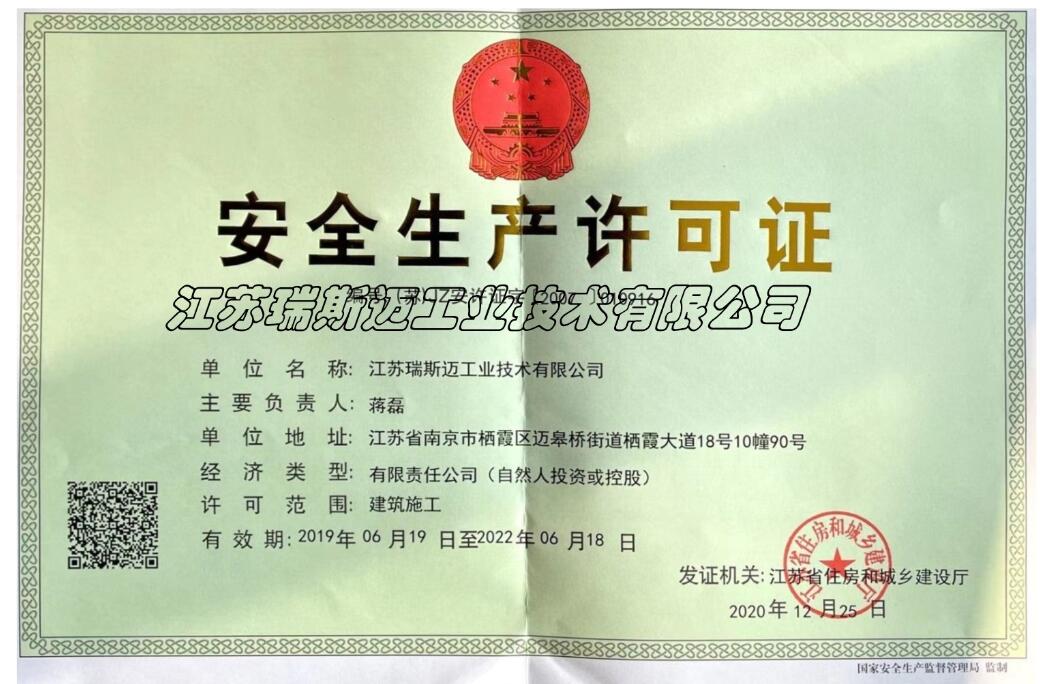 安全生产许可证
江苏瑞斯迈工业技术有限公司
单位名称: 江苏瑞斯迈工业技术有限公司
主要负责人: 蒋磊
单位地址: 江苏省南京市栖霞区迈皋桥街道栖霞大道18号10幢90号
经济类型: 有限责任公司（自然人投资或控股）
许可范围: 建筑施工
有效期: 2019年06月19日至2022年06月18日
发证机关: 江苏省住房和城乡建设厅
2020年12月25日
国家安全生产监督管理局 监制